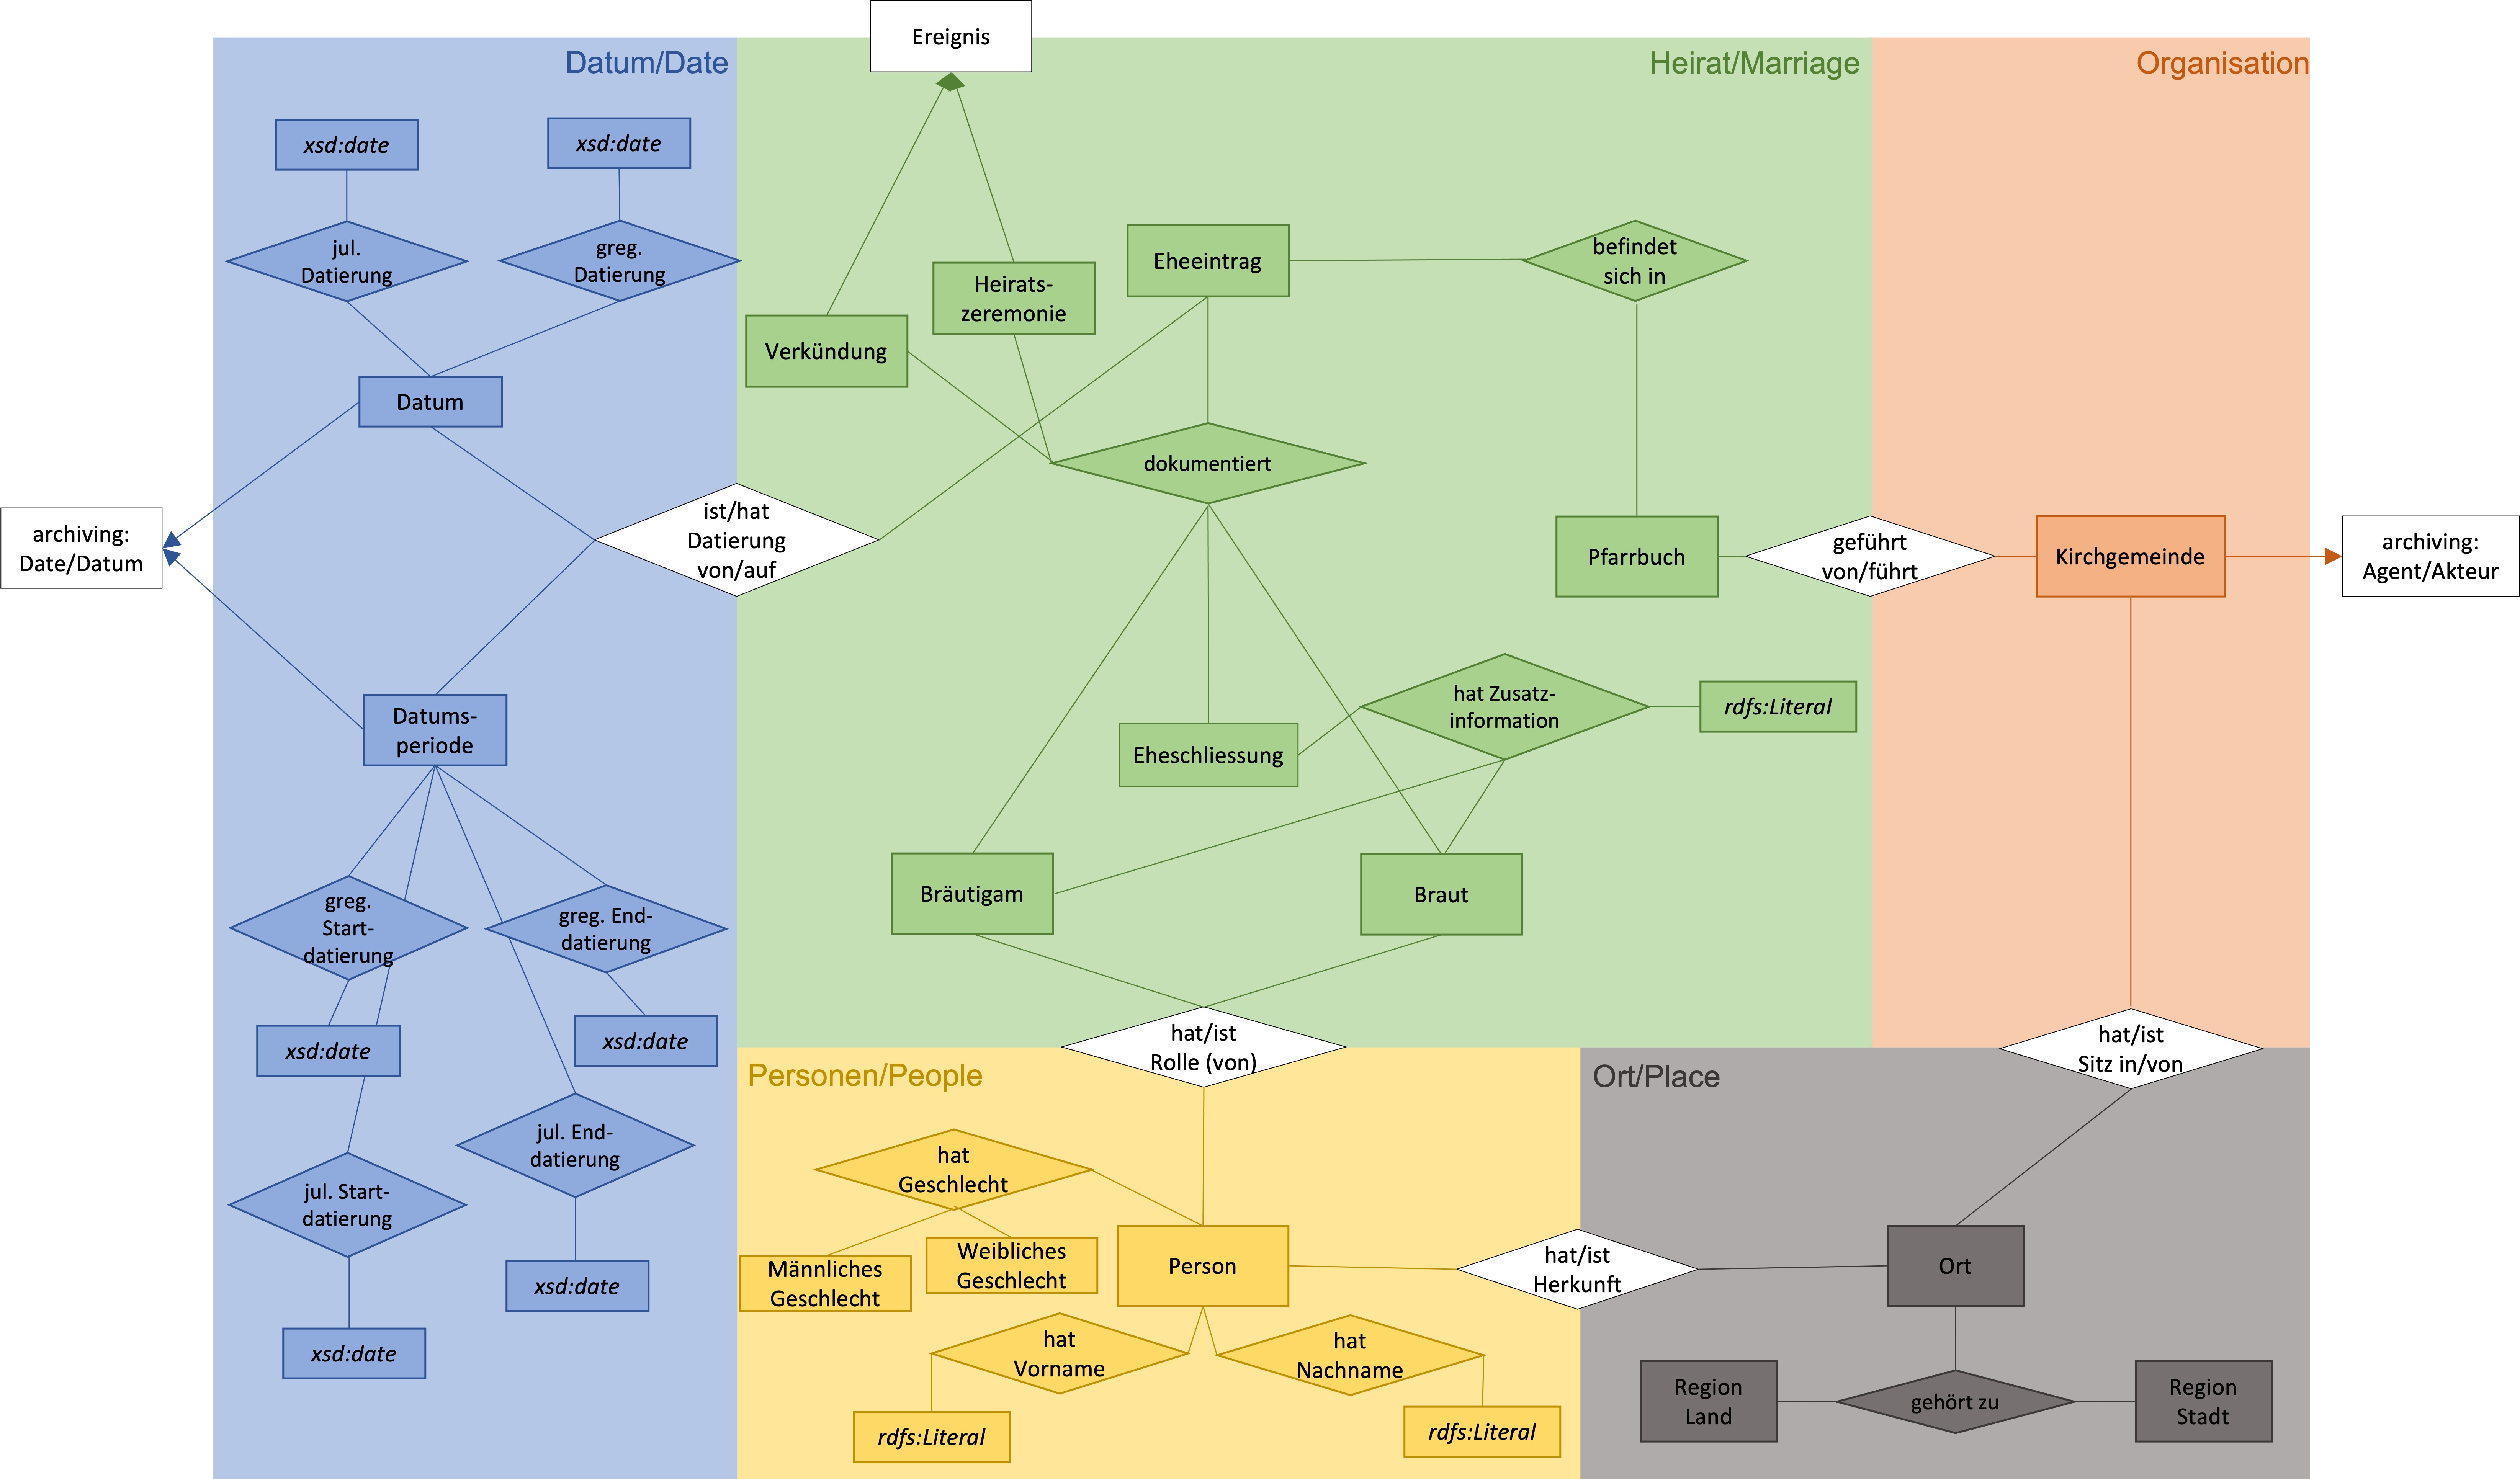 Ereignis
Datum/Date
Heirat/Marriage
Organisation
xsd:date
xsd:date
jul.
Datierung
greg.
Datierung
Datum
archiving:
Date/Datum
ist/hat
Datierung
von/auf
Datums-
periode
greg.
Start-
datierung
greg. End-
datierung
xsd:date
xsd:date
jul. End-
datierung
jul. Start-
datierung
xsd:date
xsd:date
Heirats-
zeremonie
Verkündung
Eheeintrag
befindet
sich in
dokumentiert
Pfarrbuch
geführt
von/führt
Kirchgemeinde
archiving:
Agent/Akteur
hat Zusatz-
information
rdfs:Literal
Eheschliessung
Bräutigam
Braut
hat/ist
Rolle (von)
hat/ist
Sitz in/von
Personen/People
hat
Geschlecht
Männliches
Geschlecht
Weibliches
Geschlecht
Person
hat
Vorname
hat
Nachname
rdfs:Literal
rdfs:Literal
hat/ist
Herkunft
Ort/Place
Ort
Region
Land
gehört zu
Region
Stadt